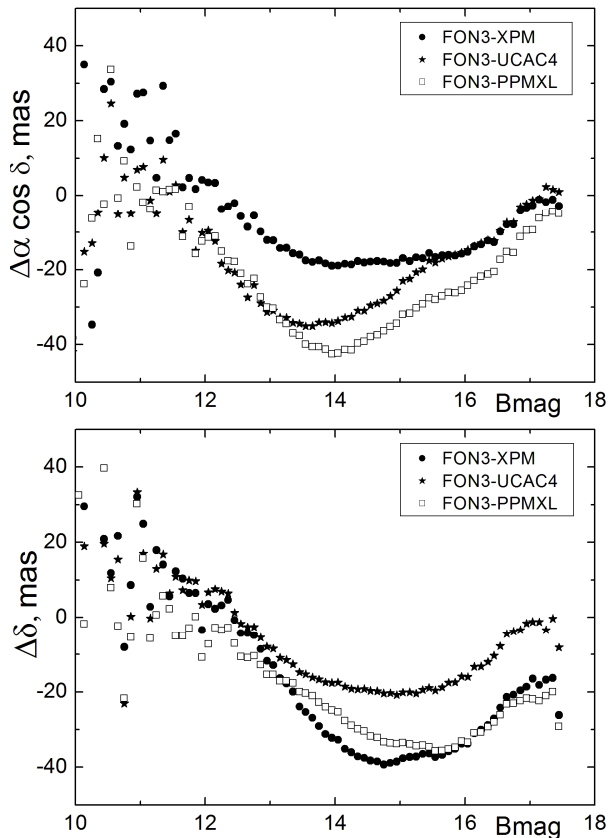 FON3-XPM
FON3-UCAC4
FON3-PPMXL
Δα cos δ, mas
40
20
0
-20
-40
10 12 14 16 18
Bmag
FON3-XPM
FON3-UCAC4
FON3-PPMXL
Δδ, mas
40
20
0
-20
-40
10 12 14 16 18
Bmag